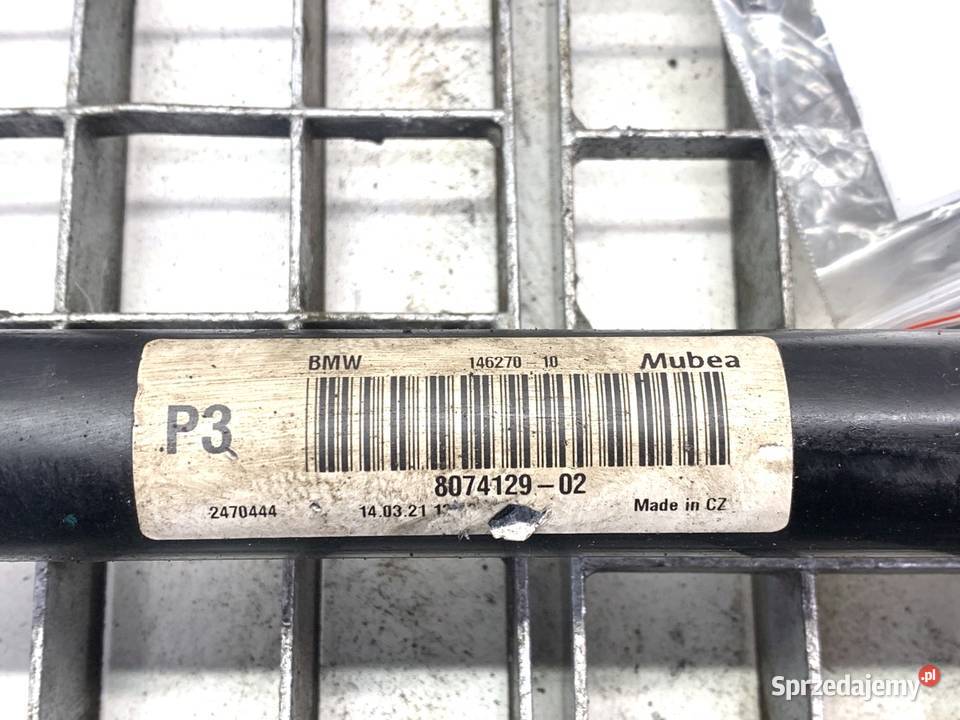 BMW 146270-10 Mubea
P3
8074129-02
2470444 14.03.21 Made in CZ
Sprzedajemy.pl